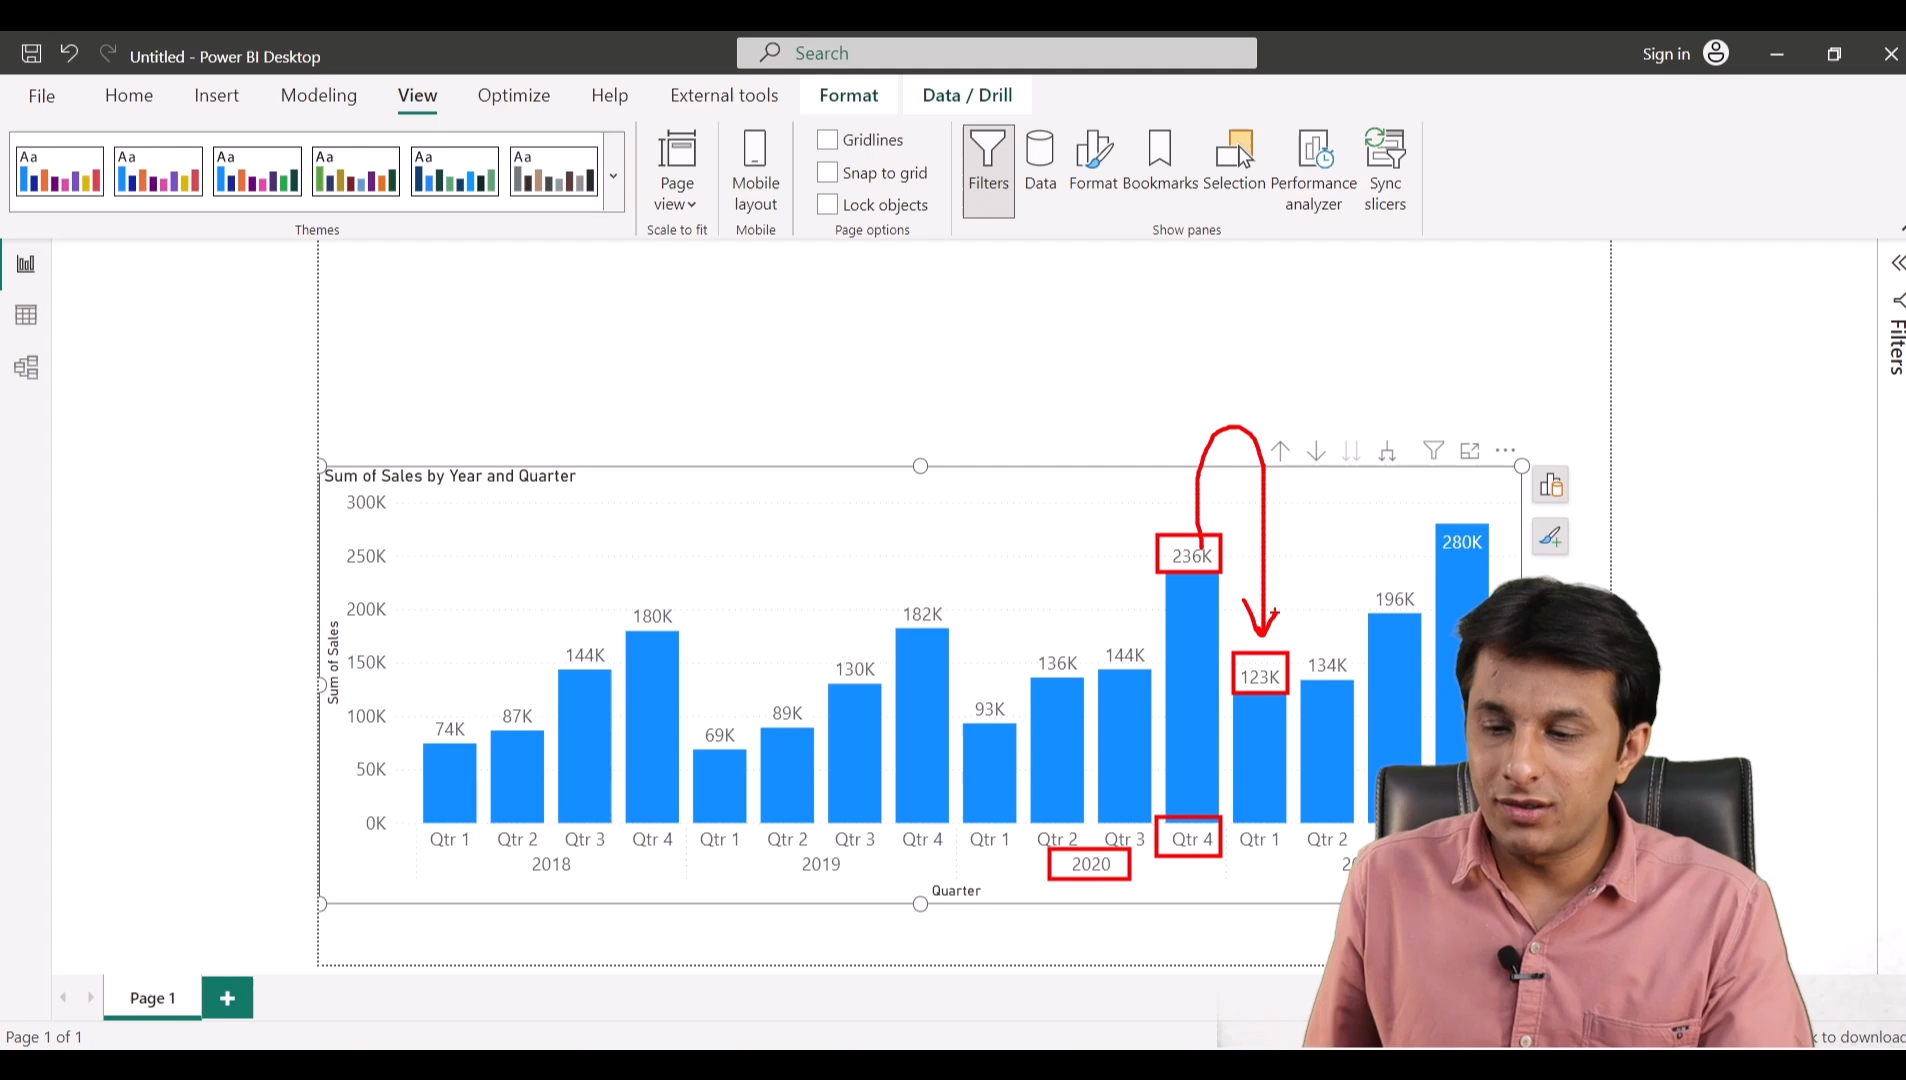 Untitled - Power BI Desktop
Search
Sign in
File Home Insert Modeling View Optimize Help External tools Format Data / Drill
Aa Aa Aa Aa Aa Aa
Page view
Mobile layout
Gridlines
Snap to grid
Lock objects
Filters
Data
Format
Bookmarks
Selection
Performance analyzer
Sync slicers
Themes
Scale to fit
Mobile
Page options
Show panes
Filters
Sum of Sales by Year and Quarter
Sum of Sales
300K
250K
200K
150K
100K
50K
0K
74K 87K 144K 180K 69K 89K 130K 182K 93K 136K 144K 236K 123K 134K 196K 280K
Qtr 1 Qtr 2 Qtr 3 Qtr 4 Qtr 1 Qtr 2 Qtr 3 Qtr 4 Qtr 1 Qtr 2 Qtr 3 Qtr 4 Qtr 1 Qtr 2
2018 2019 2020
Quarter
Page 1
Page 1 of 1
to download